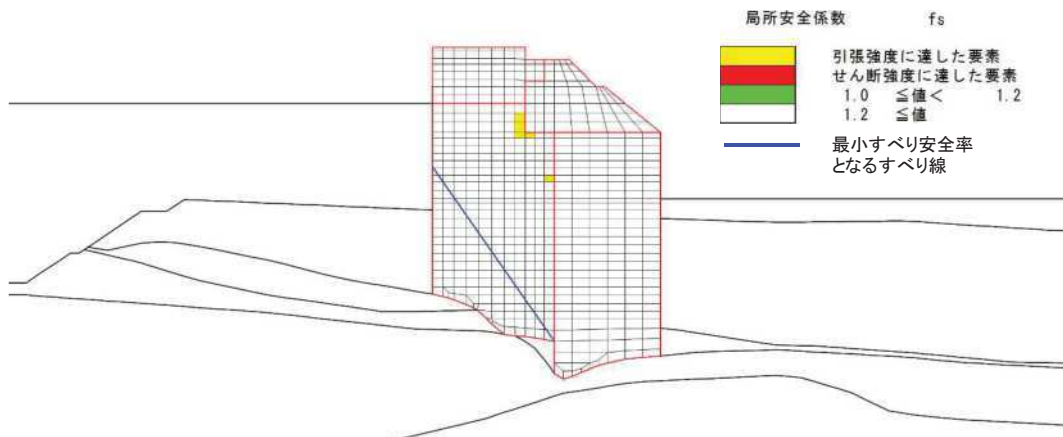 局所安全係数 fs
引張強度に達した要素
せん断強度に達した要素
1.0 ≦値< 1.2
1.2 ≦値
最小すべり安全率
となるすべり線